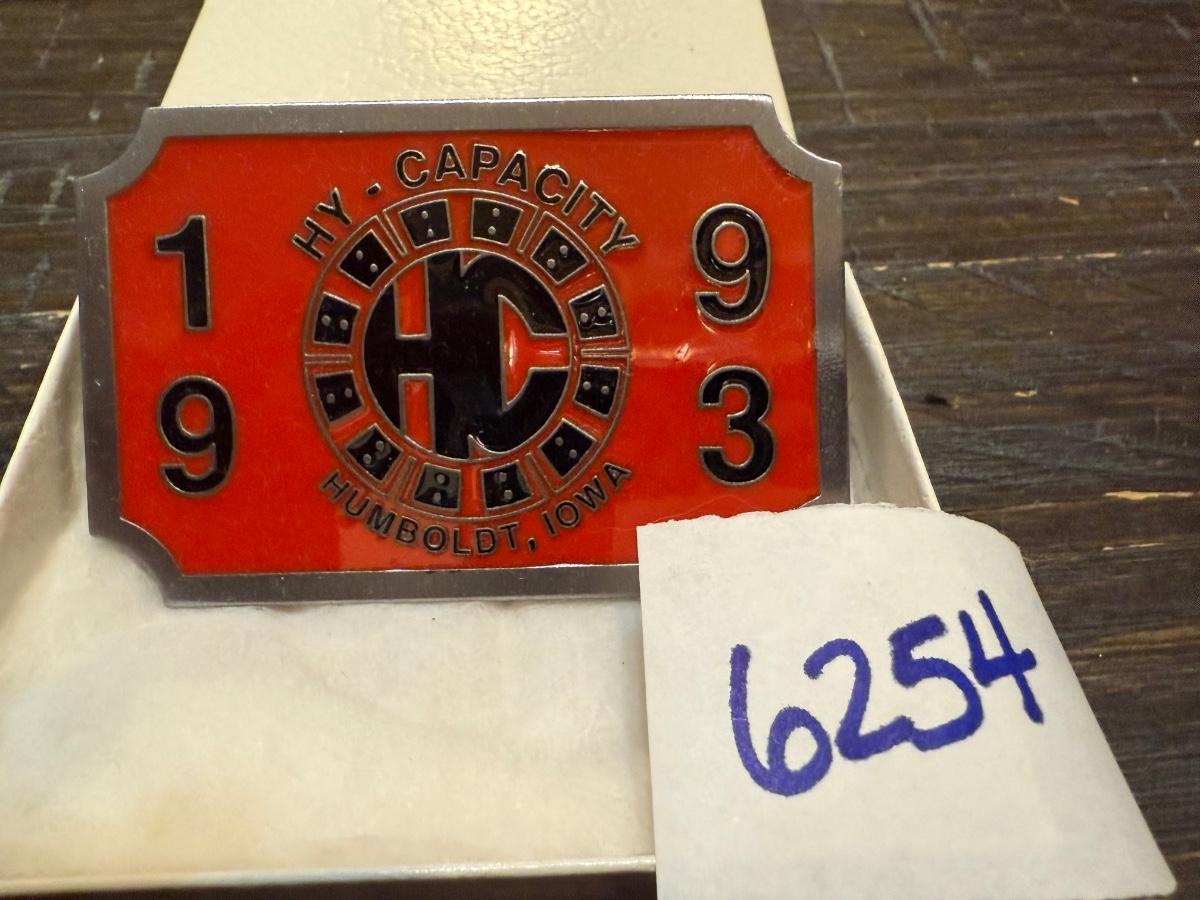 HY - CAPACITY
1 9
HC
9 3
HUMBOLDT, IOWA
6254